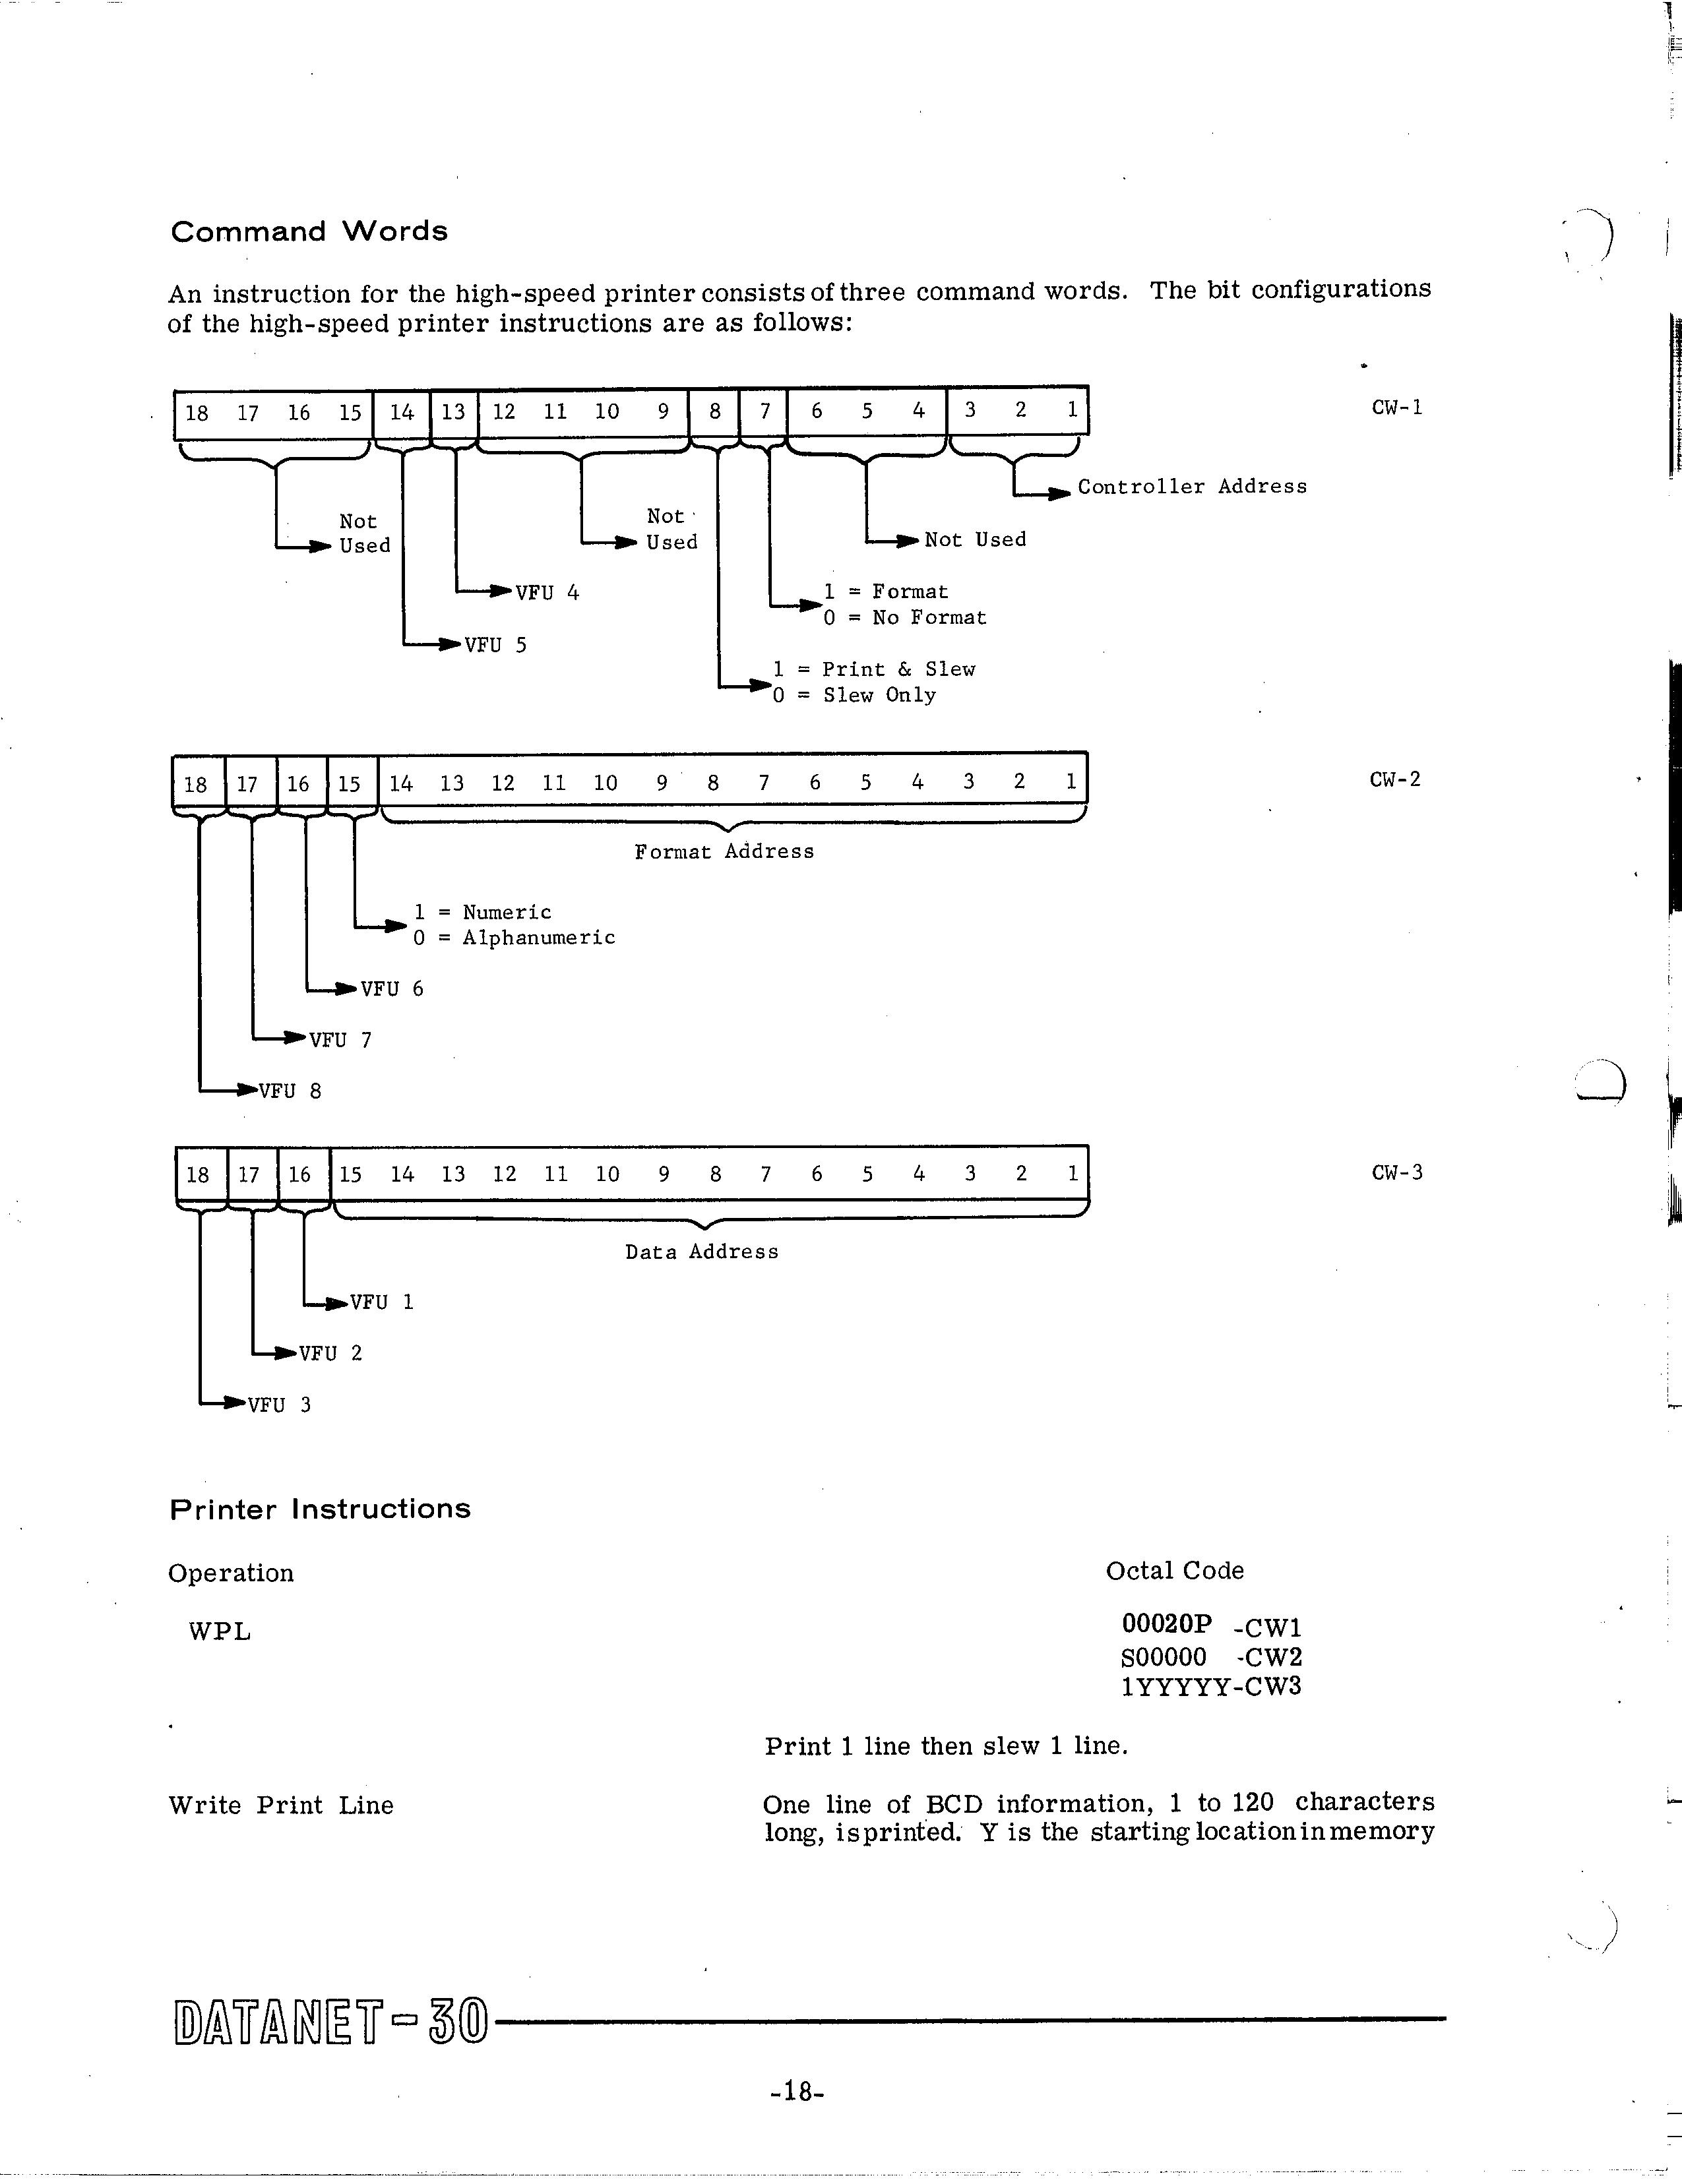 Command Words
An instruction for the high-speed printer consists of three command words. The bit configurations
of the high-speed printer instructions are as follows:
18 17 16 15 14 13 12 11 10 9 8 7 6 5 4 3 2 1 CW-1
Controller Address
Not
Used
Not
Used
Not Used
VFU 4
1 = Format
0 = No Format
VFU 5
1 = Print & Slew
0 = Slew Only
18 17 16 15 14 13 12 11 10 9 8 7 6 5 4 3 2 1 CW-2
Format Address
1 = Numeric
0 = Alphanumeric
VFU 6
VFU 7
VFU 8
18 17 16 15 14 13 12 11 10 9 8 7 6 5 4 3 2 1 CW-3
Data Address
VFU 1
VFU 2
VFU 3
Printer Instructions
Operation Octal Code
WPL 00020P -CW1
S00000 -CW2
1YYYYY-CW3
Print 1 line then slew 1 line.
Write Print Line One line of BCD information, 1 to 120 characters
long, is printed. Y is the starting location in memory
DATANET-30
-18-